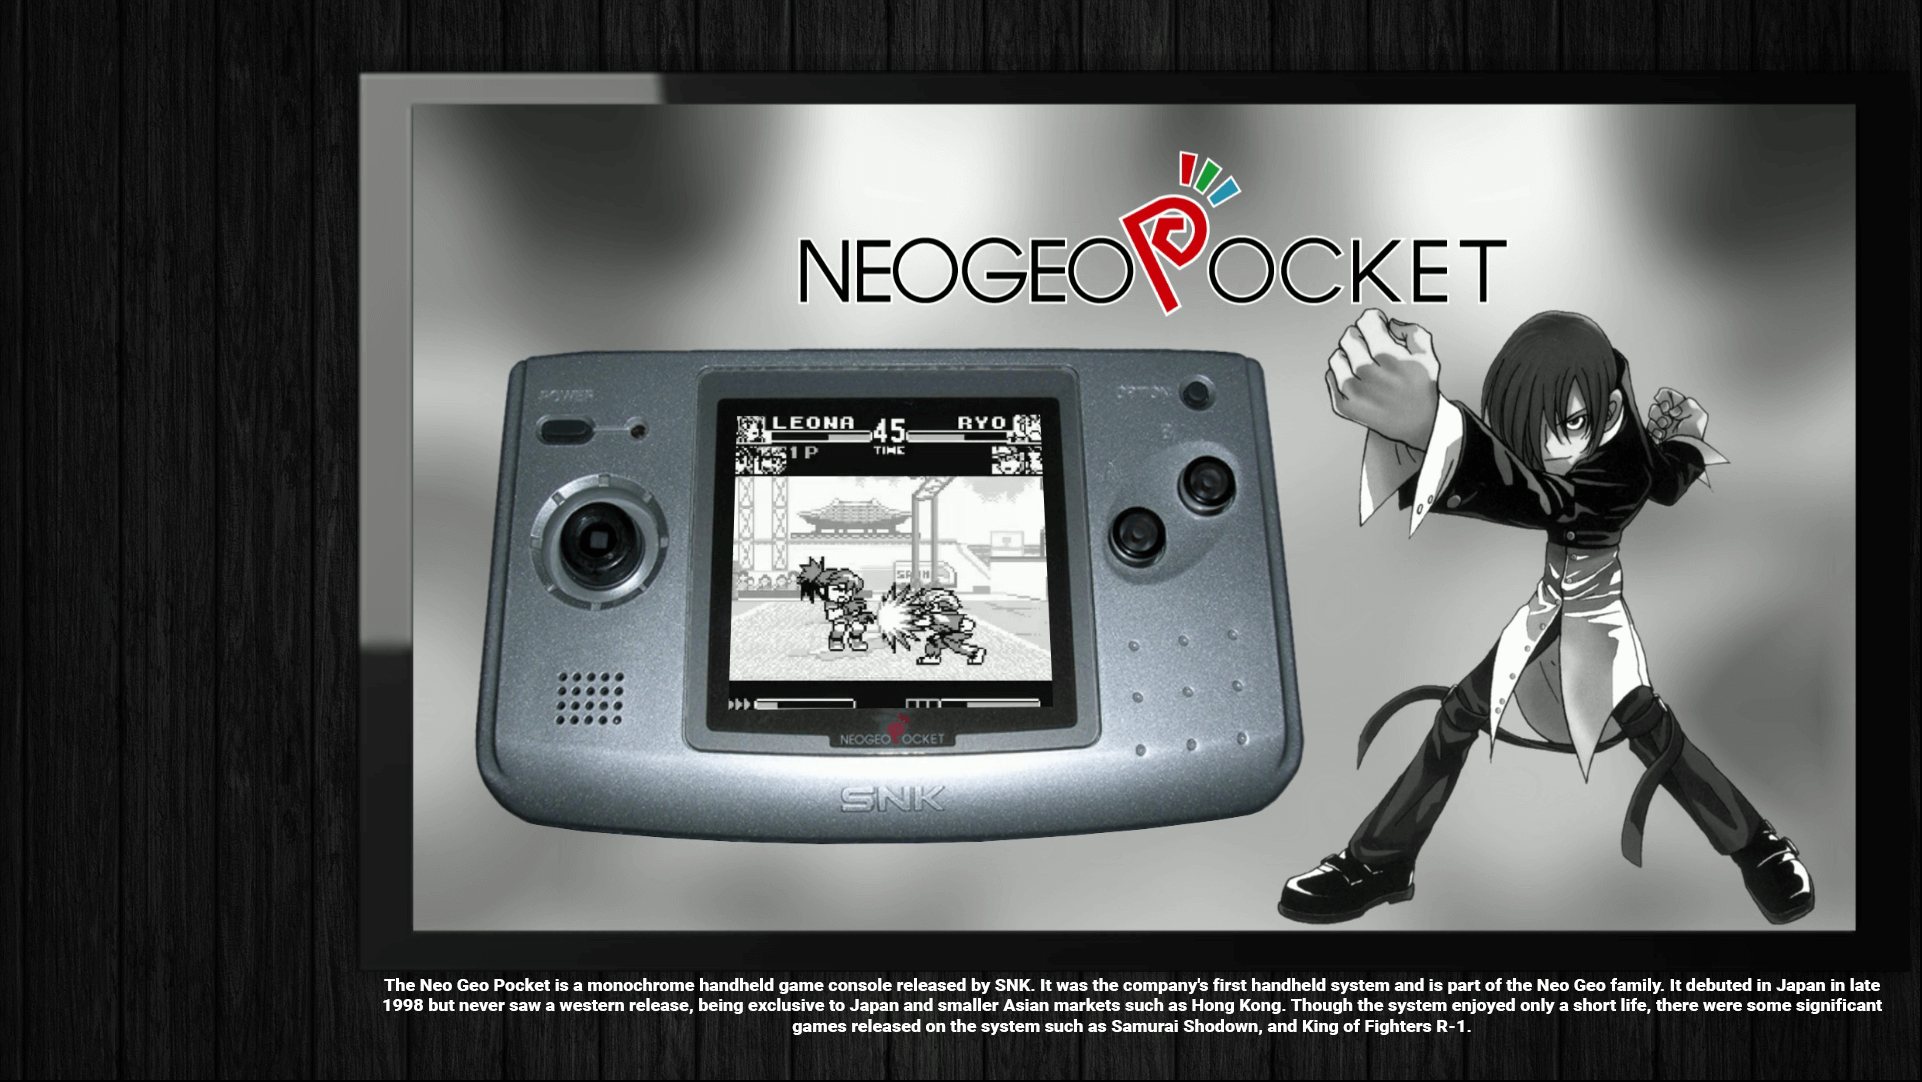 NEOGEO POCKET
POWER
OPTION
B
A
LEONA 45 RYO
1P TIME
NEOGEO POCKET
SNK
The Neo Geo Pocket is a monochrome handheld game console released by SNK. It was the company's first handheld system and is part of the Neo Geo family. It debuted in Japan in late
1998 but never saw a western release, being exclusive to Japan and smaller Asian markets such as Hong Kong. Though the system enjoyed only a short life, there were some significant
games released on the system such as Samurai Shodown, and King of Fighters R-1.